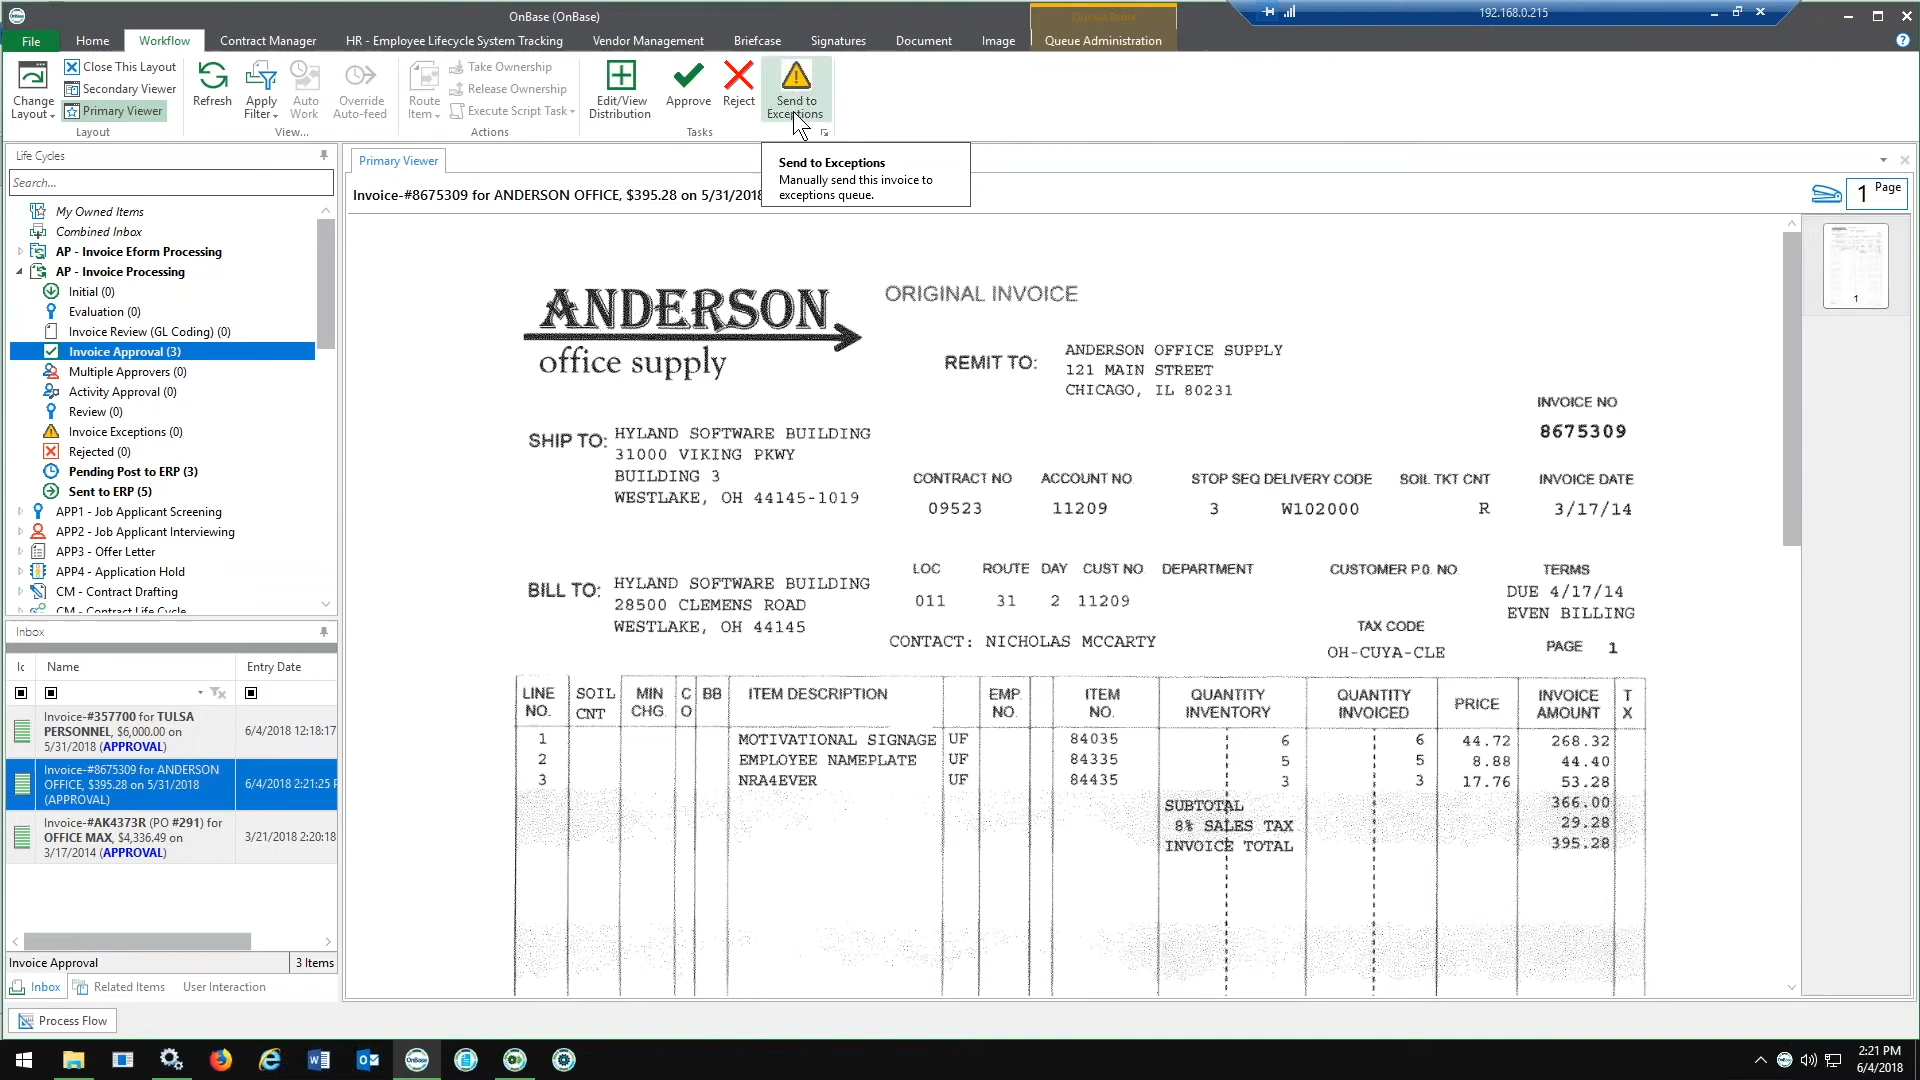 OnBase (OnBase)
192.168.0.215
File
Home
Workflow
Contract Manager
HR - Employee Lifecycle System Tracking
Vendor Management
Briefcase
Signatures
Document
Image
Queue Administration
Change
Layout
Close This Layout
Secondary Viewer
Primary Viewer
Layout
Refresh
Apply
Filter
Auto
Work
Override
Auto-feed
View...
Route
Item
Take Ownership
Release Ownership
Execute Script Task
Actions
Edit/View
Distribution
Approve
Reject
Send to
Exceptions
Tasks
Send to Exceptions
Manually send this invoice to
exceptions queue.
Life Cycles
Search...
My Owned Items
Combined Inbox
AP - Invoice Eform Processing
AP - Invoice Processing
Initial (0)
Evaluation (0)
Invoice Review (GL Coding) (0)
Invoice Approval (3)
Multiple Approvers (0)
Activity Approval (0)
Review (0)
Invoice Exceptions (0)
Rejected (0)
Pending Post to ERP (3)
Sent to ERP (5)
APP1 - Job Applicant Screening
APP2 - Job Applicant Interviewing
APP3 - Offer Letter
APP4 - Application Hold
CM - Contract Drafting
CM - Contract Life Cycle
Inbox
Ic Name Entry Date
Invoice-#357700 for TULSA
PERSONNEL, $6,000.00 on
5/31/2018 (APPROVAL)
6/4/2018 12:18:17
Invoice-#8675309 for ANDERSON
OFFICE, $395.28 on 5/31/2018
(APPROVAL)
6/4/2018 2:21:25 P
Invoice-#AK4373R (PO #291) for
OFFICE MAX, $4,336.49 on
3/17/2014 (APPROVAL)
3/21/2018 2:20:18
Invoice Approval 3 Items
Inbox Related Items User Interaction
Process Flow
Primary Viewer
Invoice-#8675309 for ANDERSON OFFICE, $395.28 on 5/31/2018
1 Page
1
ANDERSON
office supply
ORIGINAL INVOICE
REMIT TO:
ANDERSON OFFICE SUPPLY
121 MAIN STREET
CHICAGO, IL 80231
INVOICE NO
8675309
SHIP TO:
HYLAND SOFTWARE BUILDING
31000 VIKING PKWY
BUILDING 3
WESTLAKE, OH 44145-1019
CONTRACT NO ACCOUNT NO STOP SEQ DELIVERY CODE SOIL TKT CNT INVOICE DATE
09523 11209 3 W102000 R 3/17/14
BILL TO:
HYLAND SOFTWARE BUILDING
28500 CLEMENS ROAD
WESTLAKE, OH 44145
LOC ROUTE DAY CUST NO DEPARTMENT CUSTOMER P.O. NO TERMS
011 31 2 11209
DUE 4/17/14
EVEN BILLING
CONTACT: NICHOLAS MCCARTY
TAX CODE
OH-CUYA-CLE
PAGE 1
LINE NO. SOIL CNT MIN CHG. C O BB ITEM DESCRIPTION EMP NO. ITEM NO. QUANTITY INVENTORY QUANTITY INVOICED PRICE INVOICE AMOUNT T X
1 MOTIVATIONAL SIGNAGE UF 84035 6 6 44.72 268.32
2 EMPLOYEE NAMEPLATE UF 84335 5 5 8.88 44.40
3 NRA4EVER UF 84435 3 3 17.76 53.28
SUBTOTAL 366.00
8% SALES TAX 29.28
INVOICE TOTAL 395.28
2:21 PM
6/4/2018